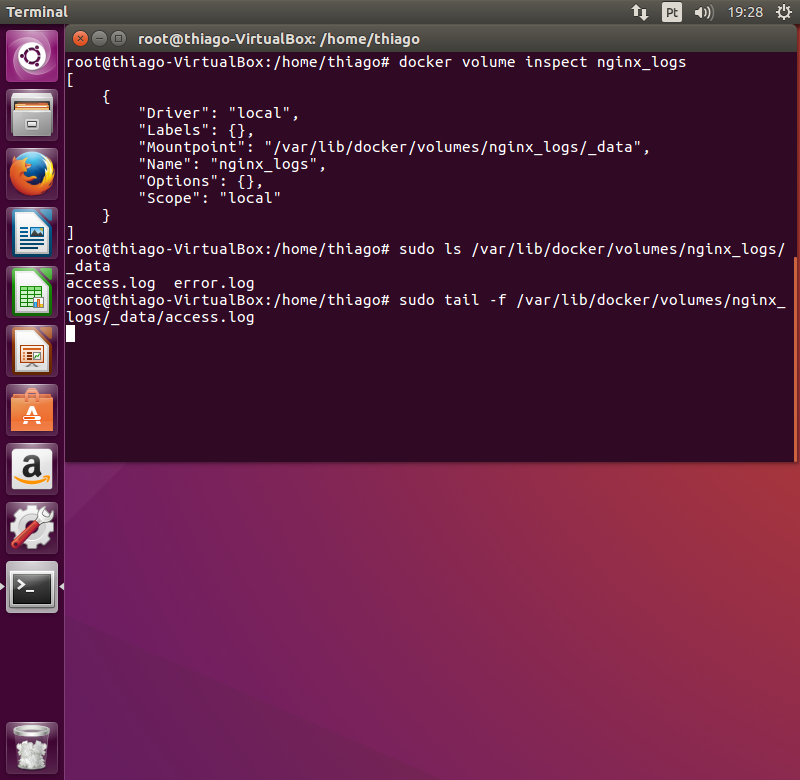 Terminal
Pt
19:28
root@thiago-VirtualBox: /home/thiago
root@thiago-VirtualBox:/home/thiago# docker volume inspect nginx_logs
[
    {
        "Driver": "local",
        "Labels": {},
        "Mountpoint": "/var/lib/docker/volumes/nginx_logs/_data",
        "Name": "nginx_logs",
        "Options": {},
        "Scope": "local"
    }
]
root@thiago-VirtualBox:/home/thiago# sudo ls /var/lib/docker/volumes/nginx_logs/
_data
access.log  error.log
root@thiago-VirtualBox:/home/thiago# sudo tail -f /var/lib/docker/volumes/nginx_
logs/_data/access.log
A
a
>_